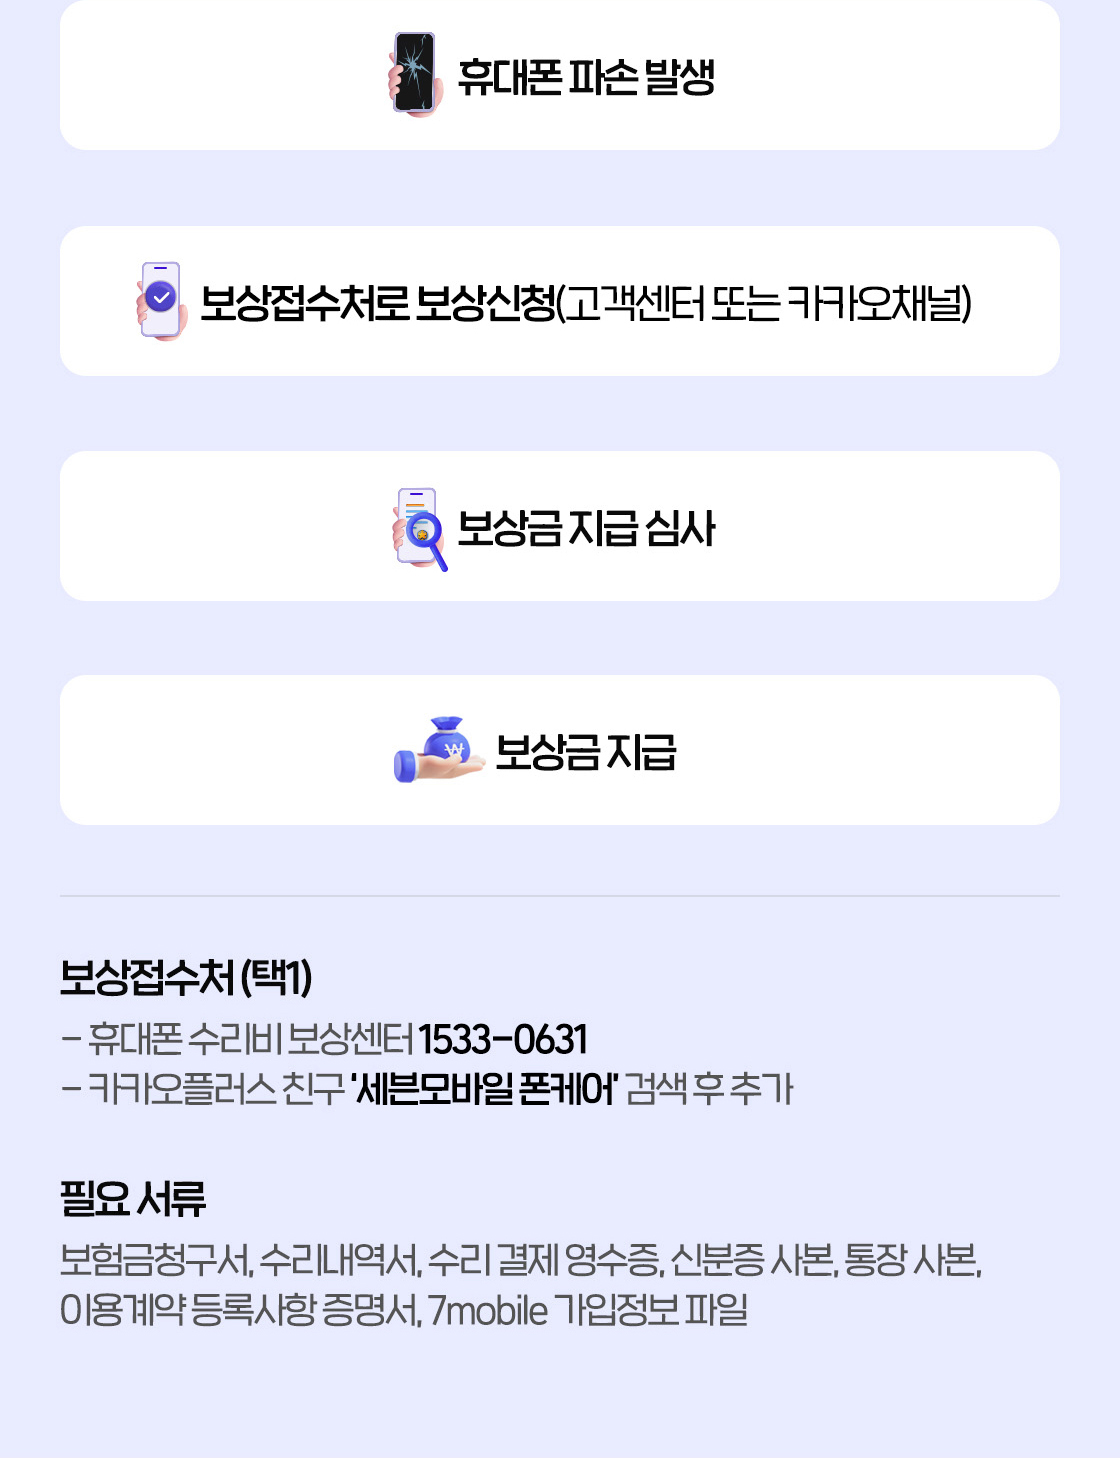 휴대폰 파손 발생
보상접수처로 보상신청(고객센터 또는 카카오채널)
보상금 지급 심사
₩
보상금 지급
보상접수처 (택1)
- 휴대폰 수리비 보상센터 1533-0631
- 카카오플러스 친구 '세븐모바일 폰케어' 검색 후 추가
필요 서류
보험금청구서, 수리내역서, 수리 결제 영수증, 신분증 사본, 통장 사본,
이용계약 등록사항 증명서, 7mobile 가입정보 파일